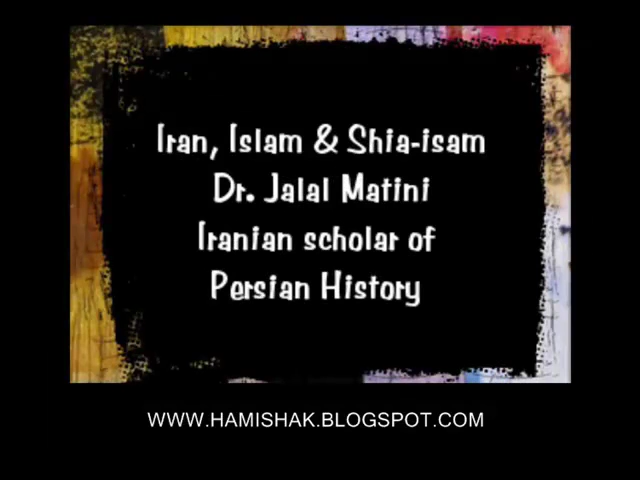 Iran, Islam & Shia-isam
Dr. Jalal Matini
Iranian scholar of
Persian History
WWW.HAMISHAK.BLOGSPOT.COM